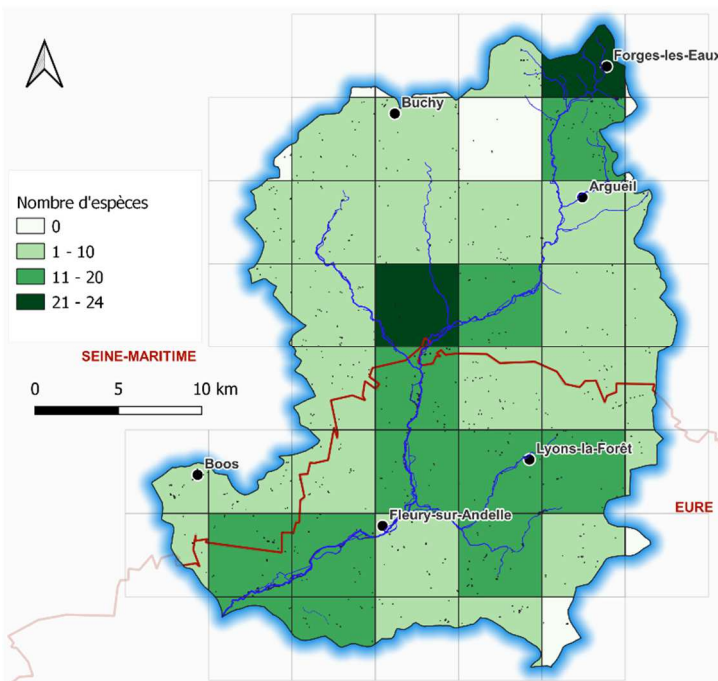 Forges-les-Eaux
Buchy
Argueil
Nombre d'espèces
0
1 - 10
11 - 20
21 - 24
SEINE-MARITIME
0 5 10 km
Lyons-la-Forêt
Boos
EURE
Fleury-sur-Andelle